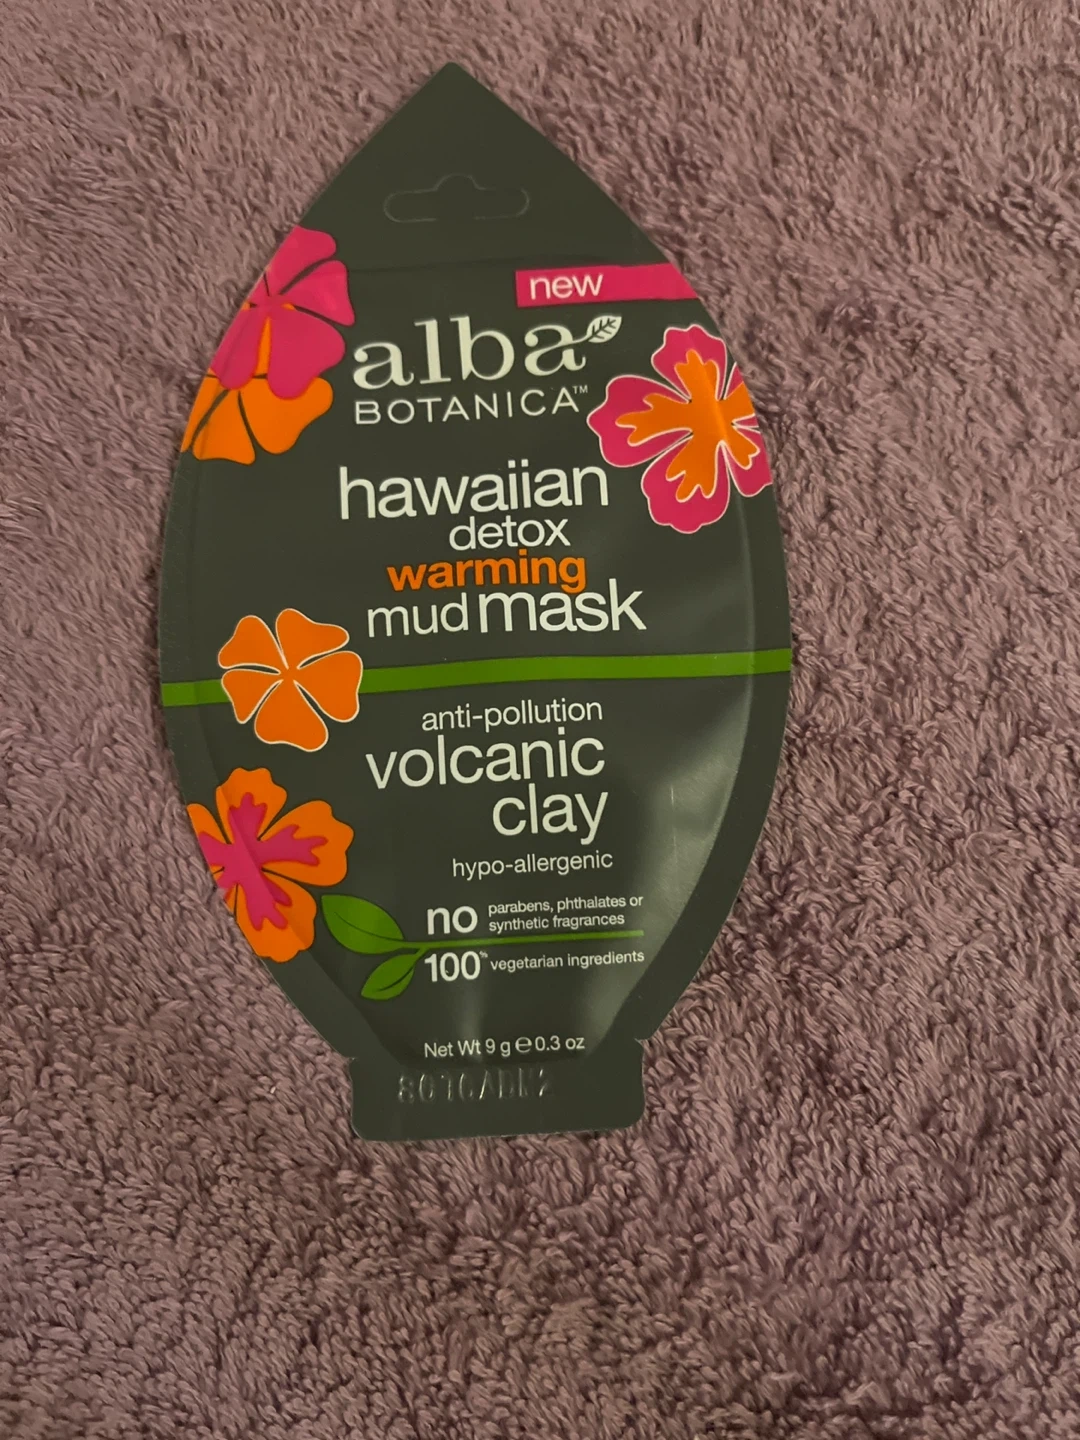 new
alba
BOTANICA™
hawaiian
detox
warming
mud mask
anti-pollution
volcanic
clay
hypo-allergenic
no parabens, phthalates or
synthetic fragrances
100% vegetarian ingredients
Net Wt 9 g ℮ 0.3 oz